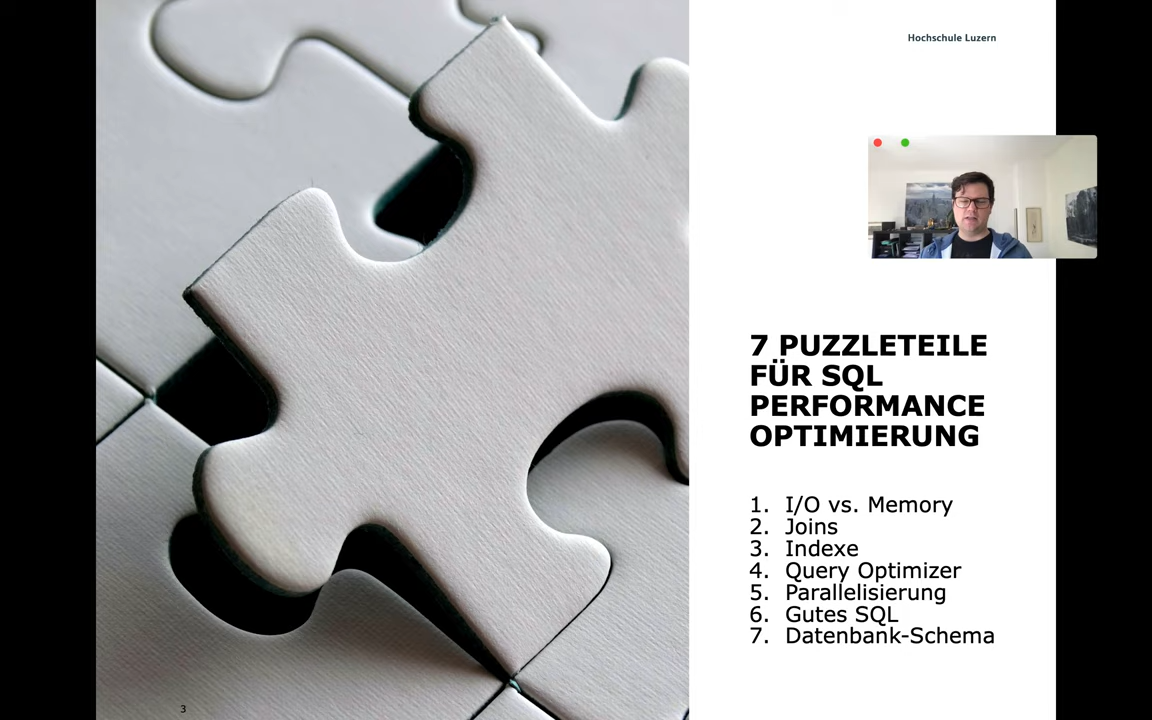 Hochschule Luzern
7 PUZZLETEILE
FÜR SQL
PERFORMANCE
OPTIMIERUNG
1. I/O vs. Memory
2. Joins
3. Indexe
4. Query Optimizer
5. Parallelisierung
6. Gutes SQL
7. Datenbank-Schema
3